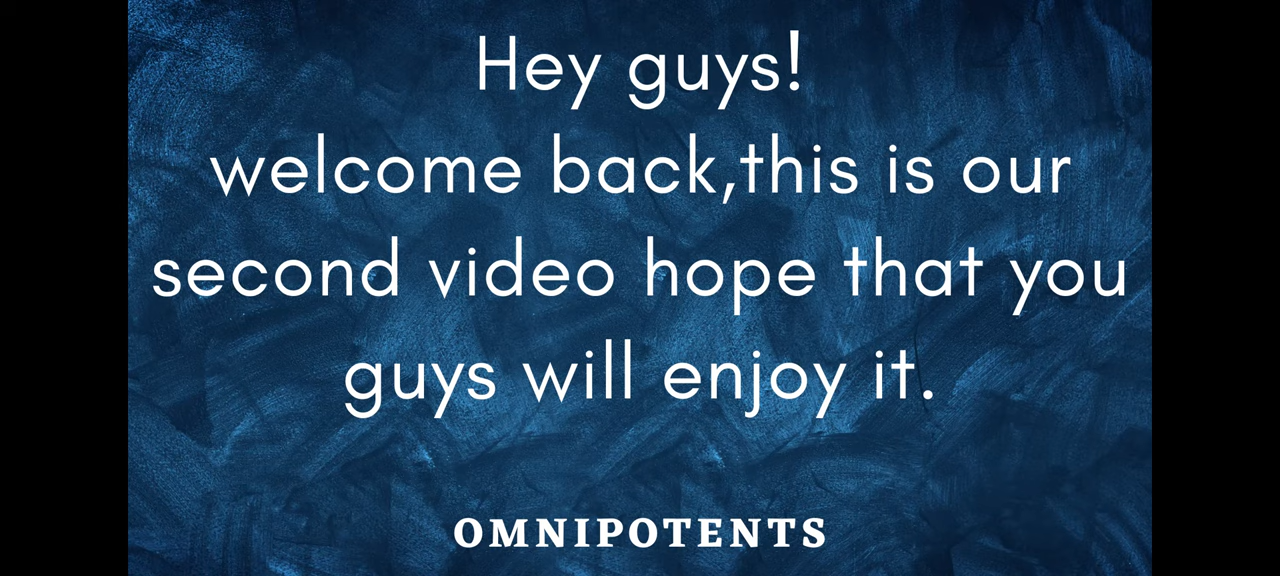 Hey guys!
welcome back,this is our
second video hope that you
guys will enjoy it.
OMNIPOTENTS